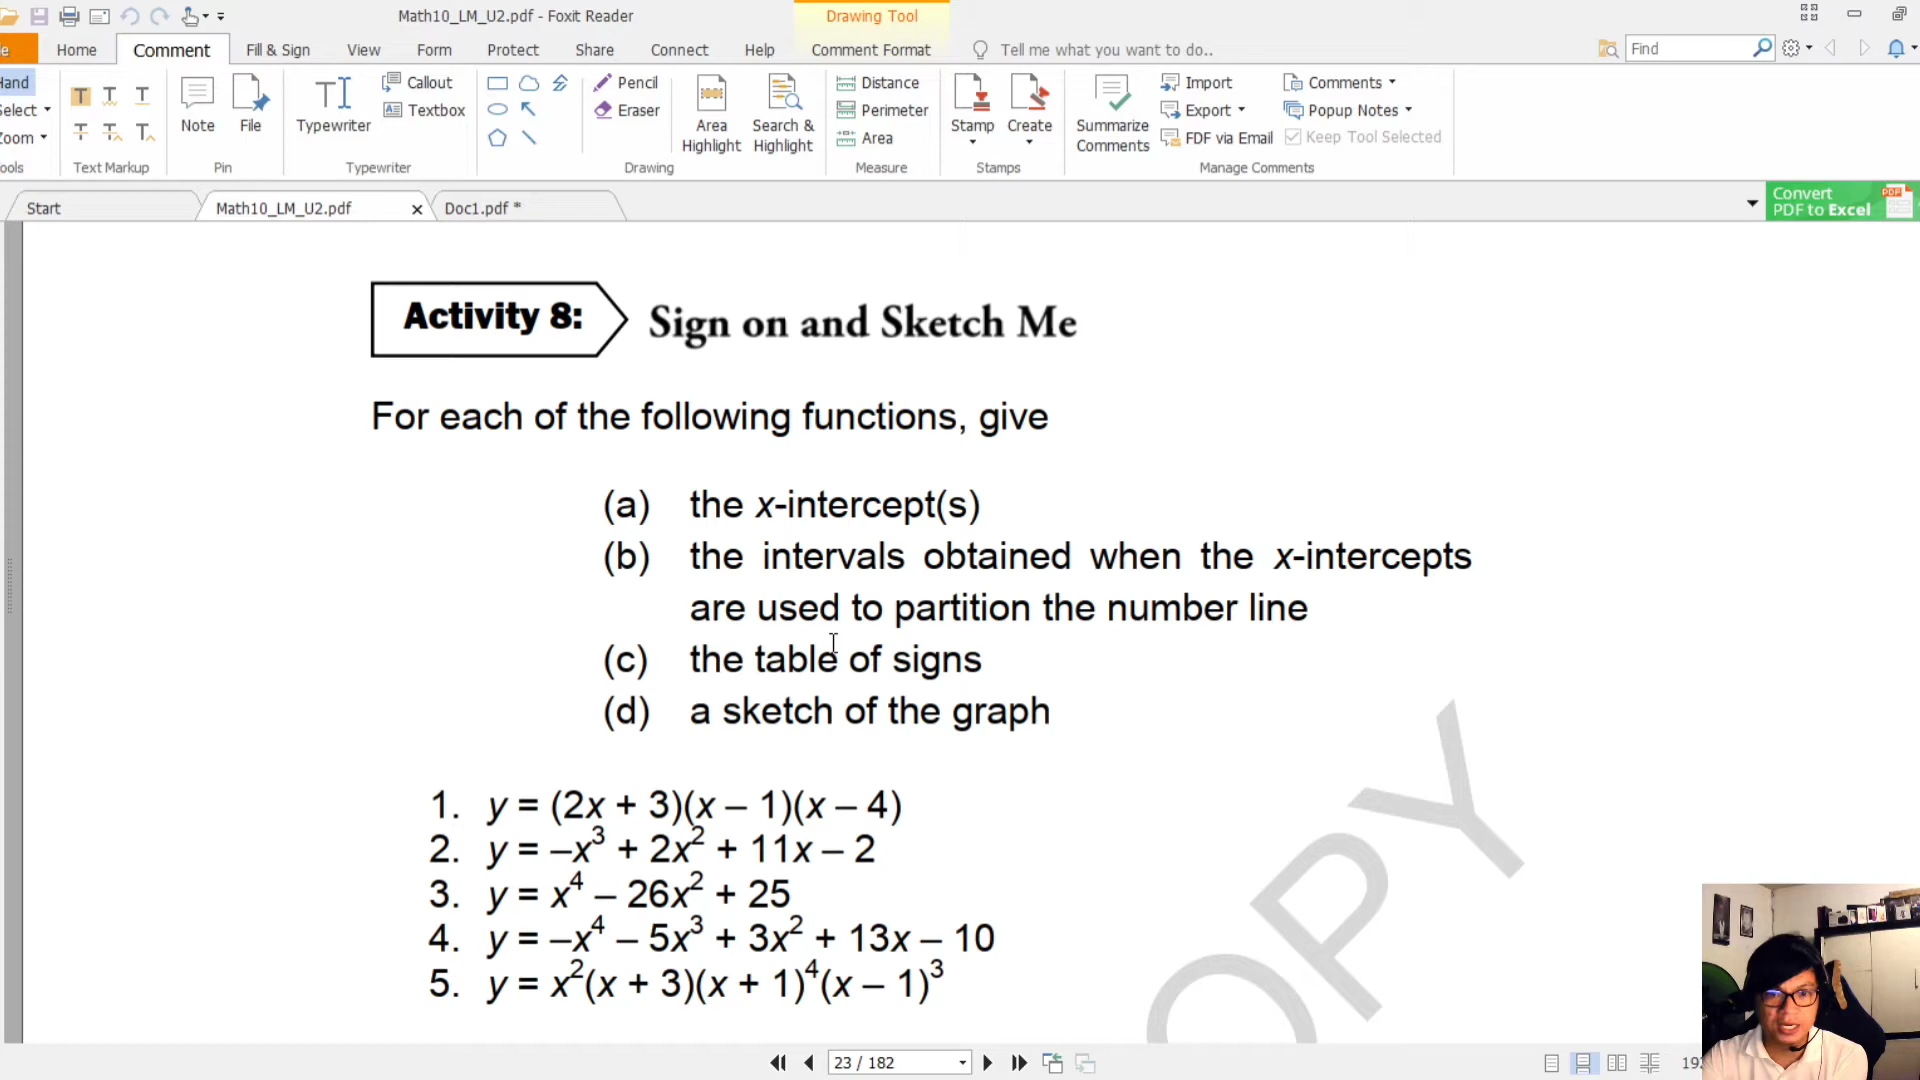 Math10_LM_U2.pdf - Foxit Reader
Drawing Tool
Home Comment Fill & Sign View Form Protect Share Connect Help Comment Format Tell me what you want to do.. Find
Hand
Select
Zoom
Note File
Typewriter
Callout
Textbox
Pencil
Eraser
Area Highlight
Search & Highlight
Distance
Perimeter
Area
Stamp Create
Summarize Comments
Import
Export
FDF via Email
Comments
Popup Notes
Keep Tool Selected
Text Markup Pin Typewriter Drawing Measure Stamps Manage Comments
Start Math10_LM_U2.pdf Doc1.pdf *
Convert
PDF to Excel
PDF
Activity 8: Sign on and Sketch Me
For each of the following functions, give
(a) the x-intercept(s)
(b) the intervals obtained when the x-intercepts
are used to partition the number line
(c) the table of signs
(d) a sketch of the graph
1. y = (2x + 3)(x – 1)(x – 4)
2. y = –x³ + 2x² + 11x – 2
3. y = x⁴ – 26x² + 25
4. y = –x⁴ – 5x³ + 3x² + 13x – 10
5. y = x²(x + 3)(x + 1)⁴(x – 1)³
OPY
23 / 182